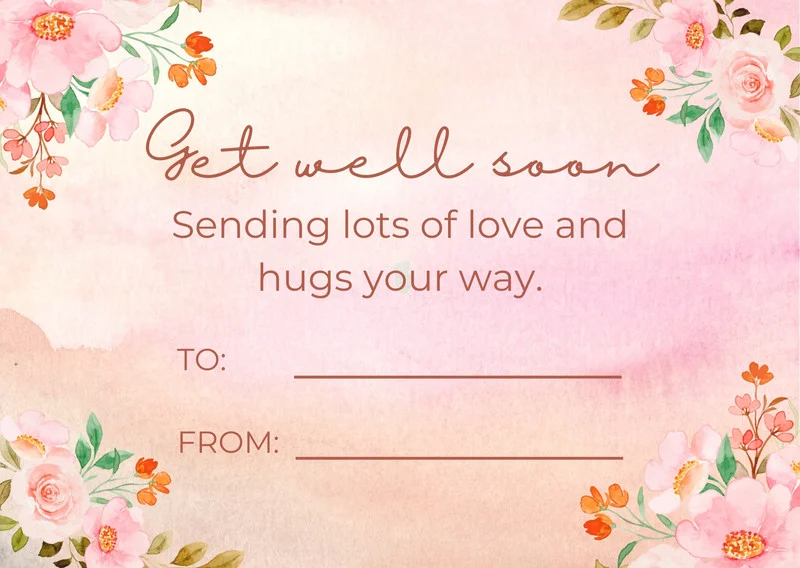 Get well soon
Sending lots of love and
hugs your way.
TO:
FROM: